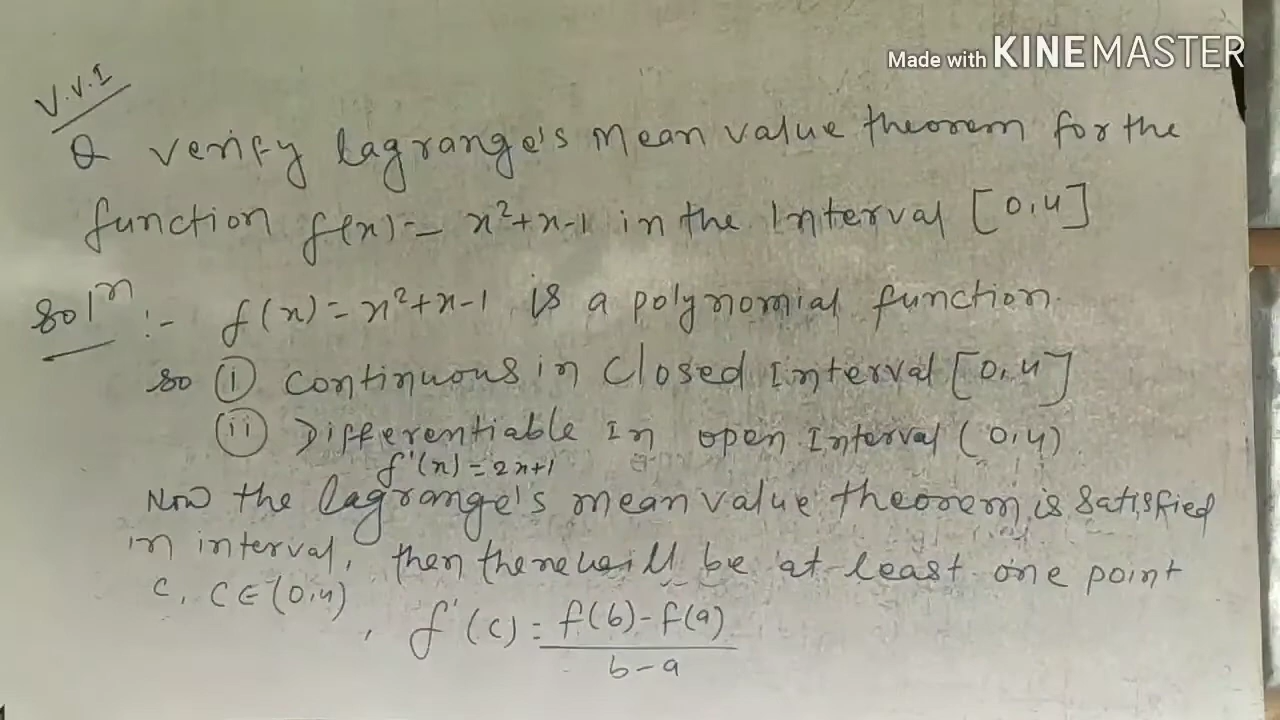 Made with KINEMASTER
V.V.I
Q verify lagrange's mean value theorem for the
function f(x) = x²+x-1 in the Interval [0,4]
Solⁿ :- f(x) = x²+x-1 is a polynomial function.
so (i) continuous in closed Interval [0,4]
(ii) Differentiable In open Interval (0,4)
f'(x) = 2x+1
Now the lagrange's mean value theorem is satisfied
in interval, then there will be at least one point
c, c∈(0,4), f'(c) = f(b)-f(a) / b-a